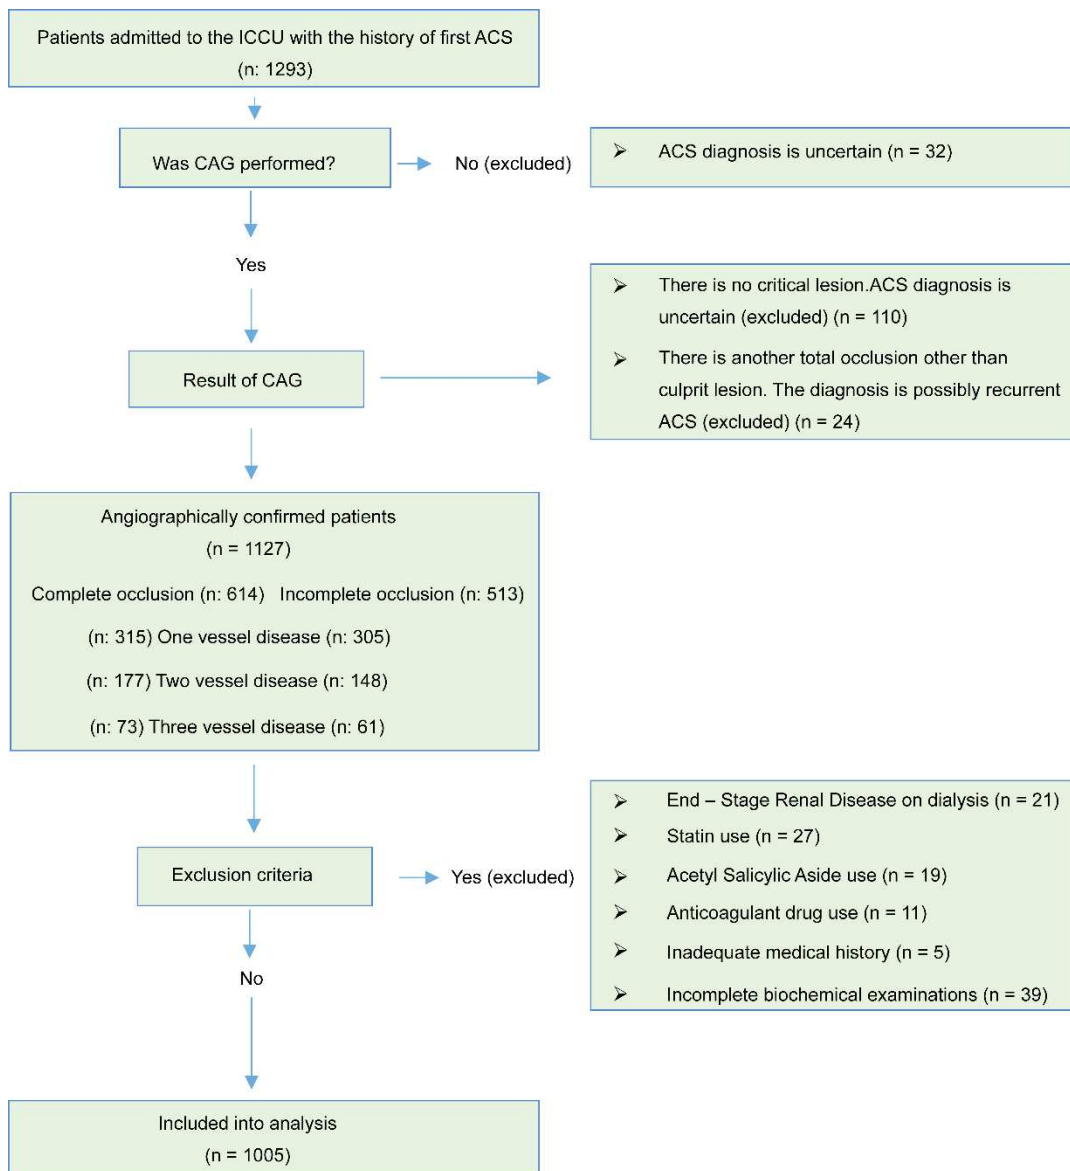 Patients admitted to the ICCU with the history of first ACS
(n: 1293)
Was CAG performed?
No (excluded)
➢ ACS diagnosis is uncertain (n = 32)
Yes
➢ There is no critical lesion.ACS diagnosis is
uncertain (excluded) (n = 110)
➢ There is another total occlusion other than
culprit lesion. The diagnosis is possibly recurrent
ACS (excluded) (n = 24)
Result of CAG
Angiographically confirmed patients
(n = 1127)
Complete occlusion (n: 614) Incomplete occlusion (n: 513)
(n: 315) One vessel disease (n: 305)
(n: 177) Two vessel disease (n: 148)
(n: 73) Three vessel disease (n: 61)
Exclusion criteria
Yes (excluded)
➢ End – Stage Renal Disease on dialysis (n = 21)
➢ Statin use (n = 27)
➢ Acetyl Salicylic Aside use (n = 19)
➢ Anticoagulant drug use (n = 11)
➢ Inadequate medical history (n = 5)
➢ Incomplete biochemical examinations (n = 39)
No
Included into analysis
(n = 1005)